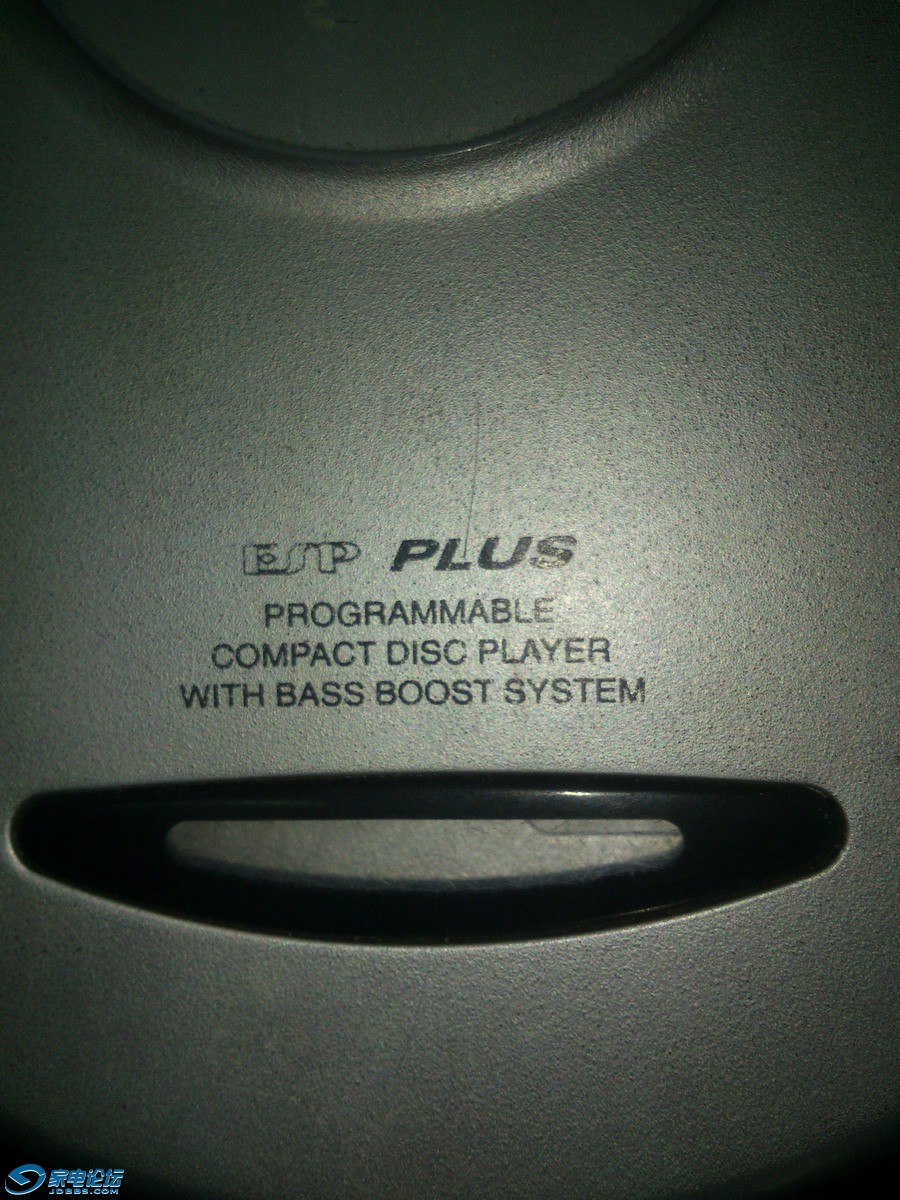 ESP PLUS
PROGRAMMABLE
COMPACT DISC PLAYER
WITH BASS BOOST SYSTEM
家电论坛
JDBBS.COM